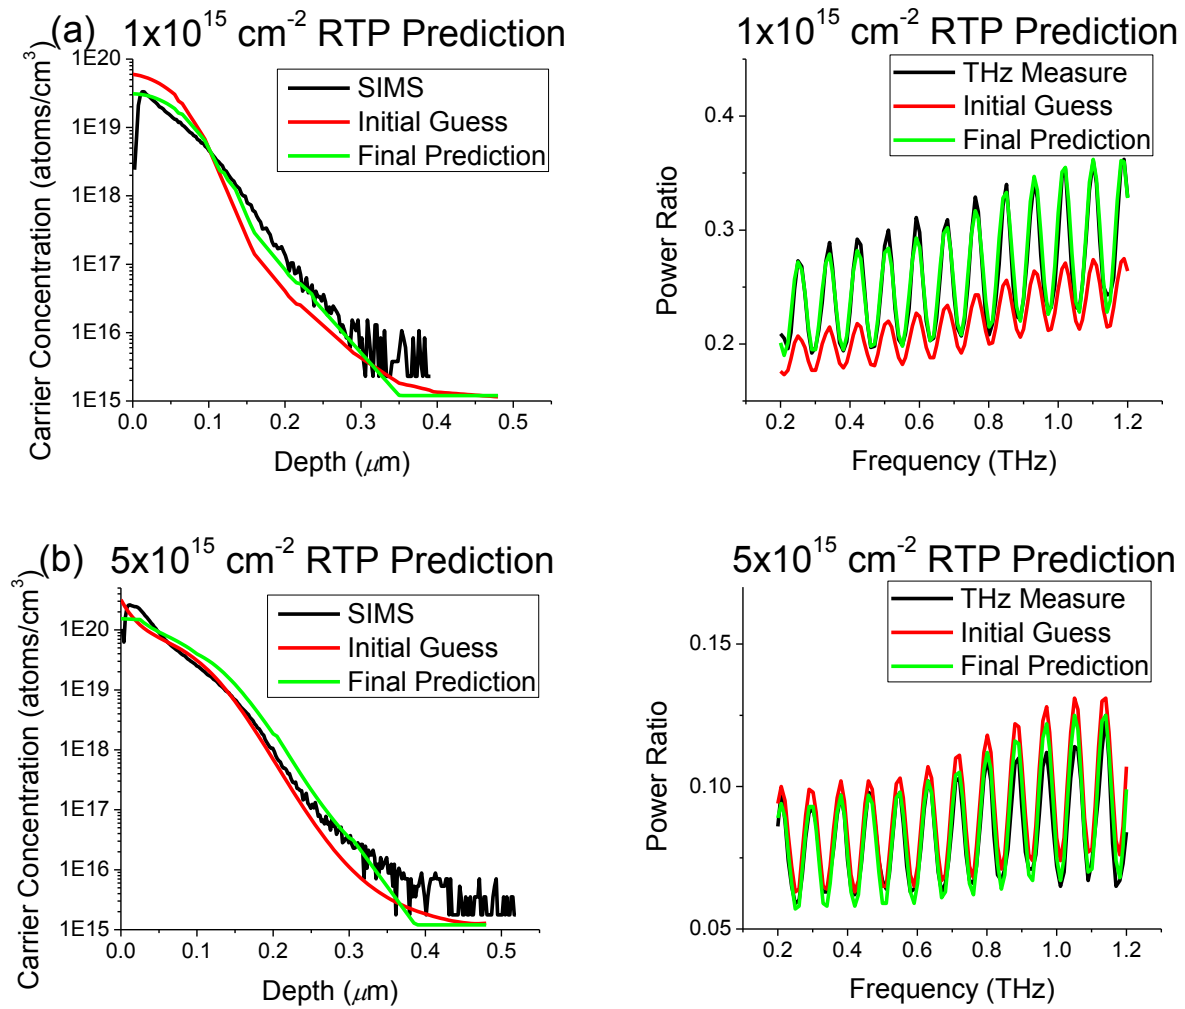 (a) 1x10^15 cm^-2 RTP Prediction
Carrier Concentration (atoms/cm^3)
1E20
1E19
1E18
1E17
1E16
1E15
SIMS
Initial Guess
Final Prediction
0.0 0.1 0.2 0.3 0.4 0.5
Depth (μm)
1x10^15 cm^-2 RTP Prediction
Power Ratio
0.4
0.3
0.2
THz Measure
Initial Guess
Final Prediction
0.2 0.4 0.6 0.8 1.0 1.2
Frequency (THz)
(b) 5x10^15 cm^-2 RTP Prediction
Carrier Concentration (atoms/cm^3)
1E20
1E19
1E18
1E17
1E16
1E15
SIMS
Initial Guess
Final Prediction
0.0 0.1 0.2 0.3 0.4 0.5
Depth (μm)
5x10^15 cm^-2 RTP Prediction
Power Ratio
0.15
0.10
0.05
THz Measure
Initial Guess
Final Prediction
0.2 0.4 0.6 0.8 1.0 1.2
Frequency (THz)